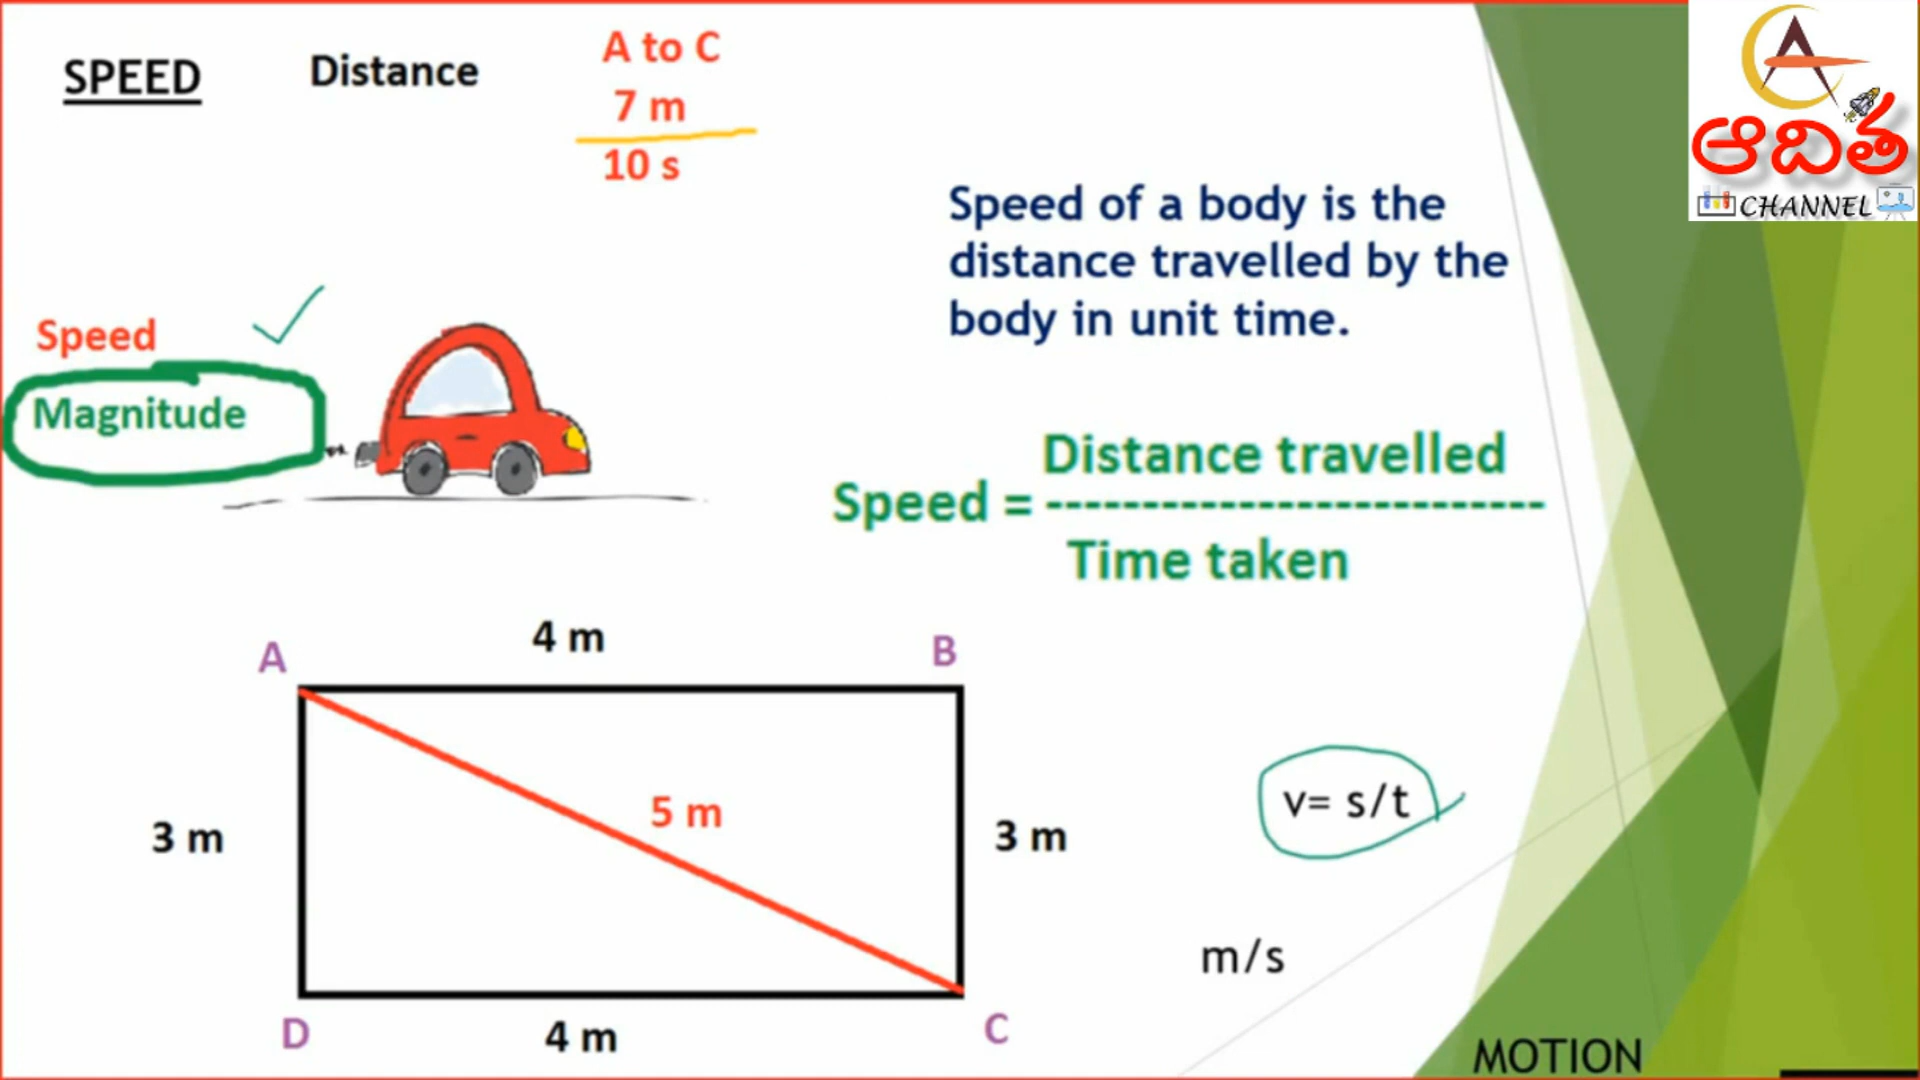 SPEED
Distance
A to C
7 m
10 s
ఆదిత
CHANNEL
Speed of a body is the
distance travelled by the
body in unit time.
Speed
Magnitude
Distance travelled
Speed = --------------------------
Time taken
4 m
A
B
5 m
3 m
3 m
v= s/t
m/s
D
4 m
C
MOTION